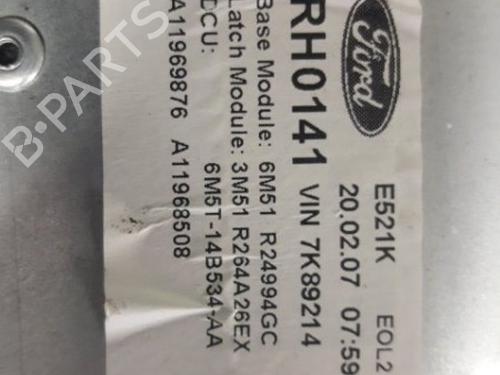 Ford
E521K EOL2
20.02.07 07:59
RH0141 VIN 7K89214
Base Module: 6M51 R24994GC
Latch Module: 3M51 R264A26EX
DCU: 6M5T-14B534-AA
A11969876 A11968508
B-PARTS